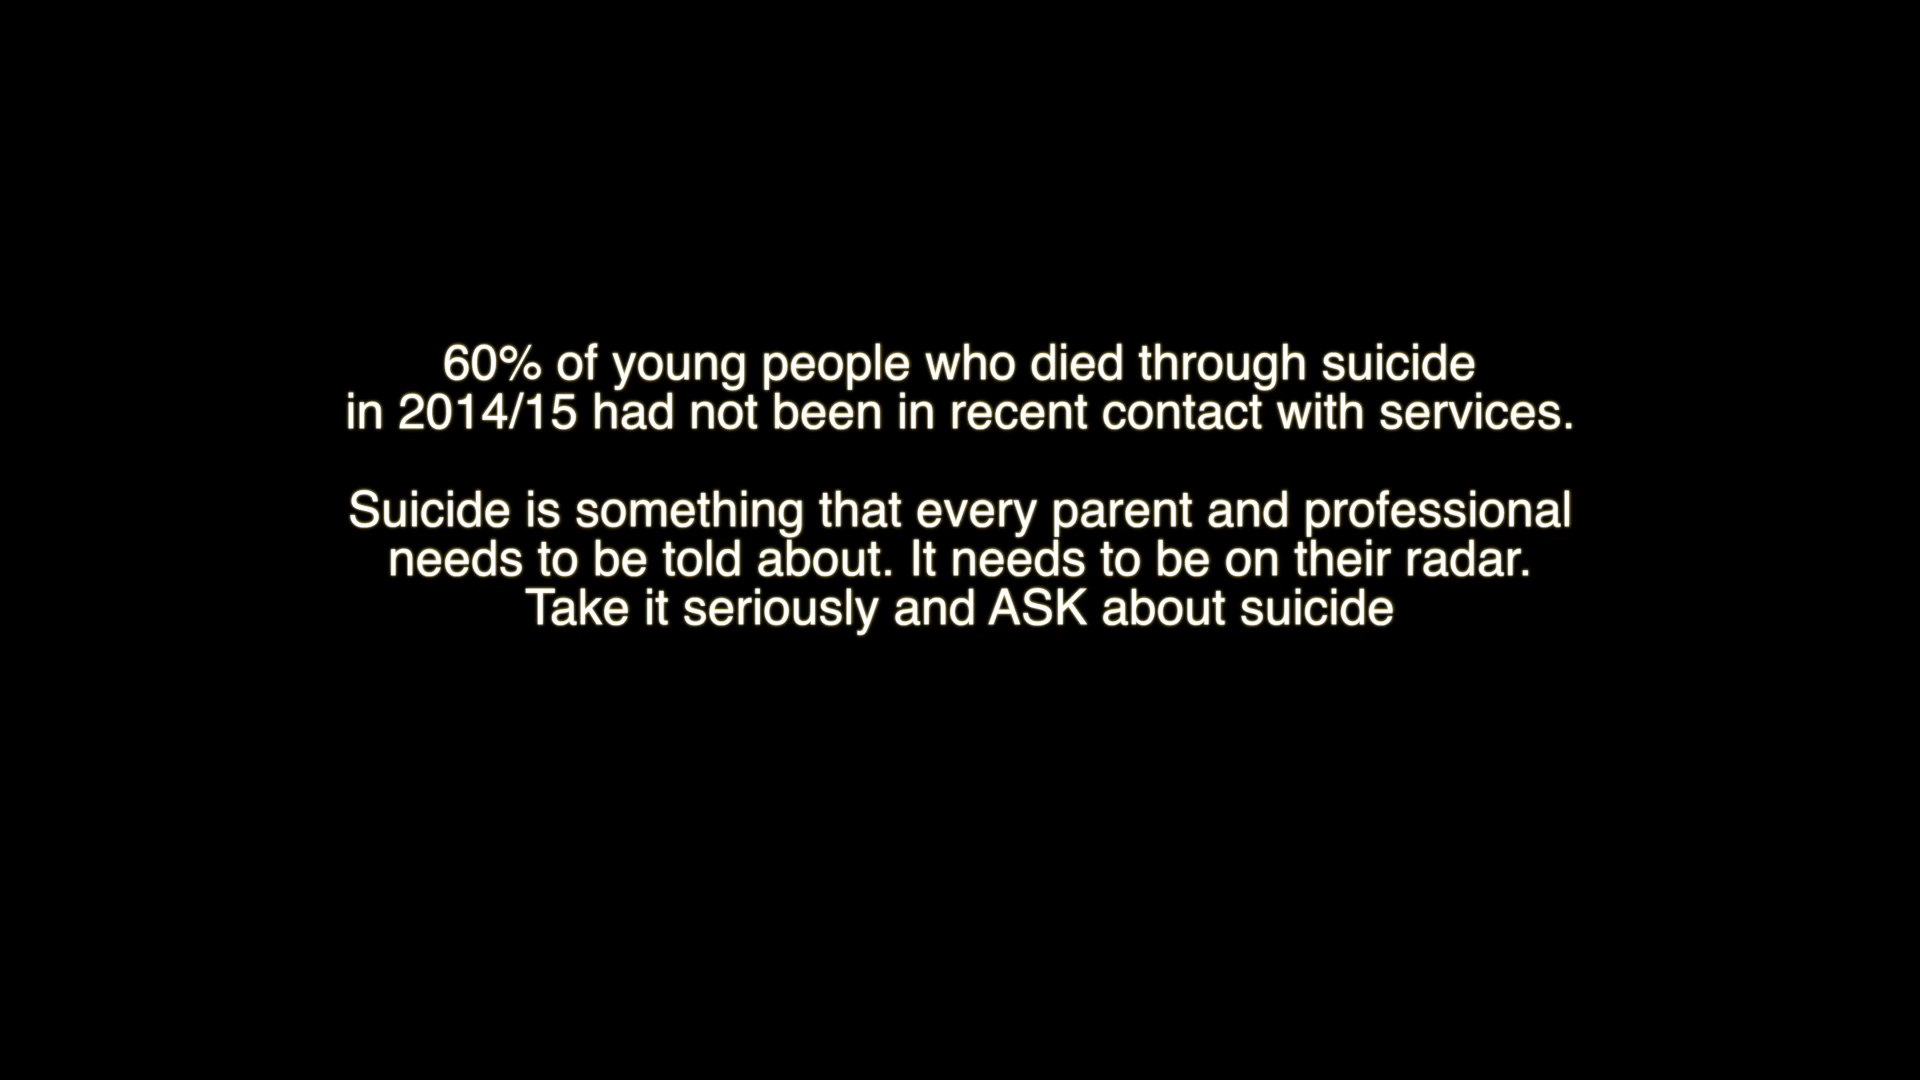 60% of young people who died through suicide
in 2014/15 had not been in recent contact with services.
Suicide is something that every parent and professional
needs to be told about. It needs to be on their radar.
Take it seriously and ASK about suicide